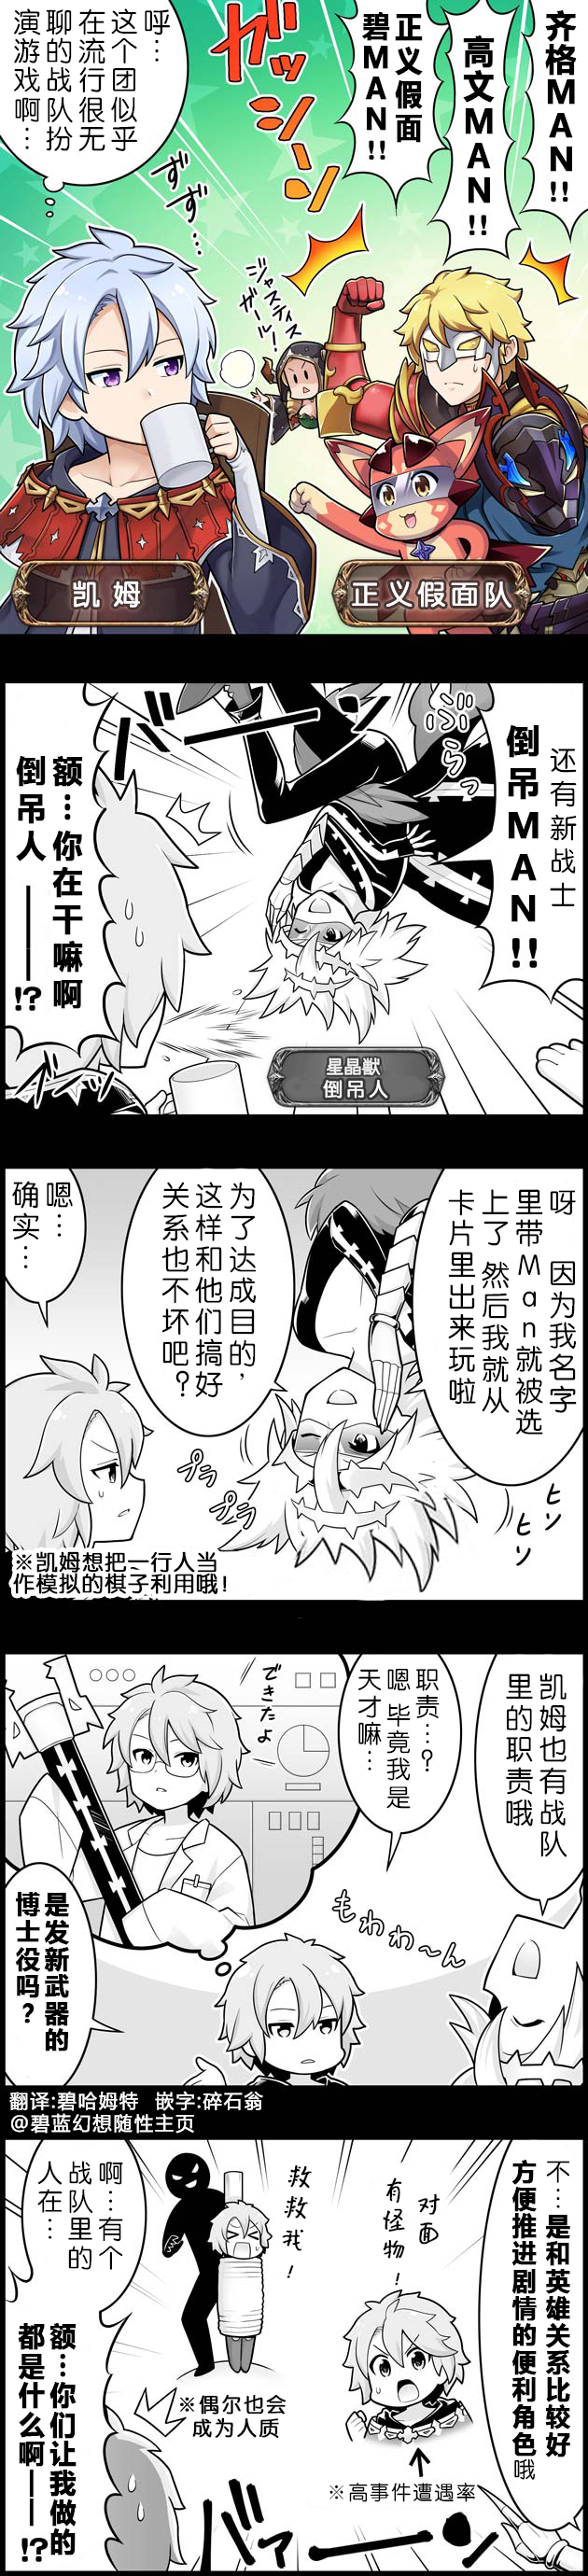 齐格MAN!!
高文MAN!!
正义假面
碧MAN!!
ガッシーン
呼…
这个团似乎
在流行很无
聊的战队扮
演游戏啊…
ずず…
ジャスティス
ガール!
凯姆
正义假面队
还有新战士
倒吊MAN!!
バーン
ぶらっ
额…你在干嘛啊
倒吊人——!?
星晶獣
倒吊人
呀 因为我名字
里带Man就被选
上了 然后我就从
卡片里出来玩啦
为了达成目的,
这样和他们搞好
关系也不坏吧?
嗯…
确实…
プラプラ
ヒソ
ヒソ
※凯姆想把一行人当
作模拟的棋子利用哦!
凯姆也有战队
里的职责哦
职责…?
嗯 毕竟我是
天才嘛…
できたよ
もわわ~ん
是发新武器的
博士役吗?
翻译:碧哈姆特 嵌字:碎石翁
@碧蓝幻想随性主页
不…是和英雄关系比较好
方便推进剧情的便利角色哦
对面
有怪物!
救救我!
※高事件遭遇率
※偶尔也会
成为人质
啊…有个
战队里的
人在…
额…你们让我做的
都是什么啊——!?
バァーーン